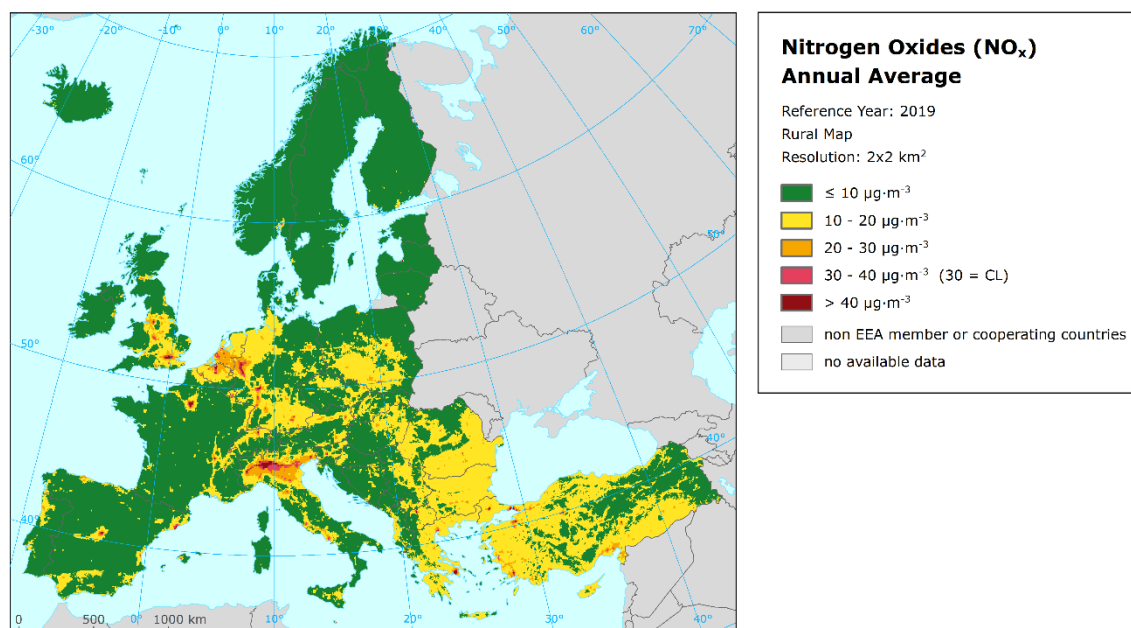 -30° -20° -10° 0° 10° 20° 30° 40° 50° 60° 70°
60°
50°
50°
40°
40°
0 500 0° 1000 km 10° 20° 30° 40°
Nitrogen Oxides (NOₓ)
Annual Average
Reference Year: 2019
Rural Map
Resolution: 2x2 km²
≤ 10 µg·m⁻³
10 - 20 µg·m⁻³
20 - 30 µg·m⁻³
30 - 40 µg·m⁻³ (30 = CL)
> 40 µg·m⁻³
non EEA member or cooperating countries
no available data